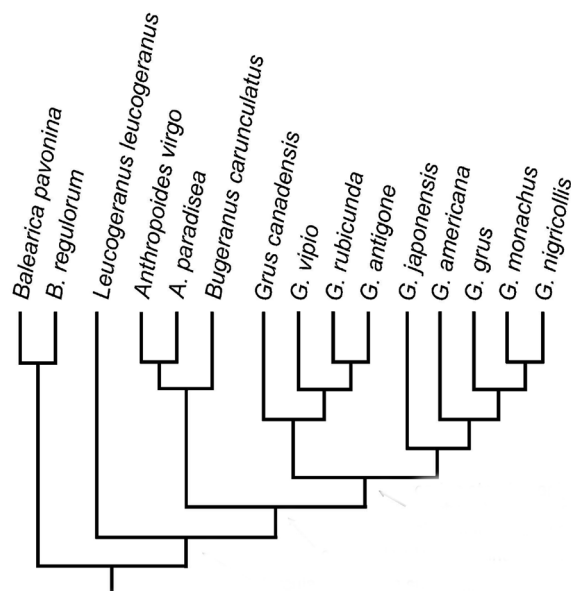 Balearica pavonina
B. regulorum
Leucogeranus leucogeranus
Anthropoides virgo
A. paradisea
Bugeranus carunculatus
Grus canadensis
G. vipio
G. rubicunda
G. antigone
G. japonensis
G. americana
G. grus
G. monachus
G. nigricollis